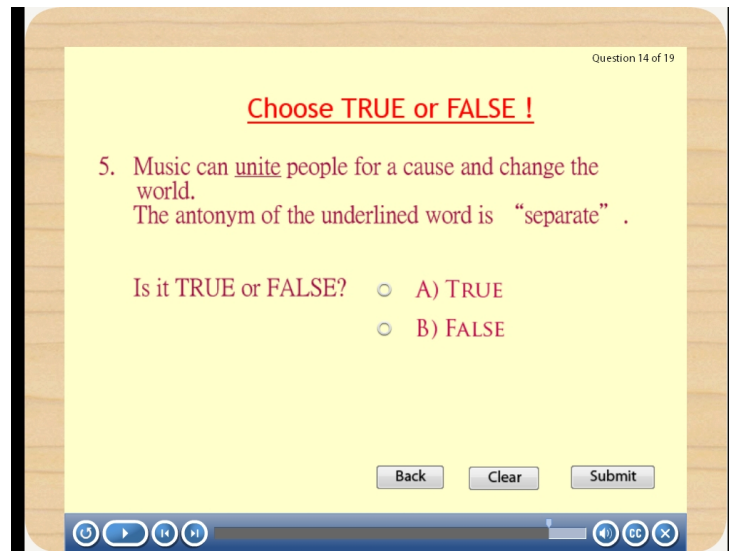 Question 14 of 19
Choose TRUE or FALSE !
5. Music can unite people for a cause and change the
world.
The antonym of the underlined word is “separate” .
Is it TRUE or FALSE?
A) TRUE
B) FALSE
Back Clear Submit
CC